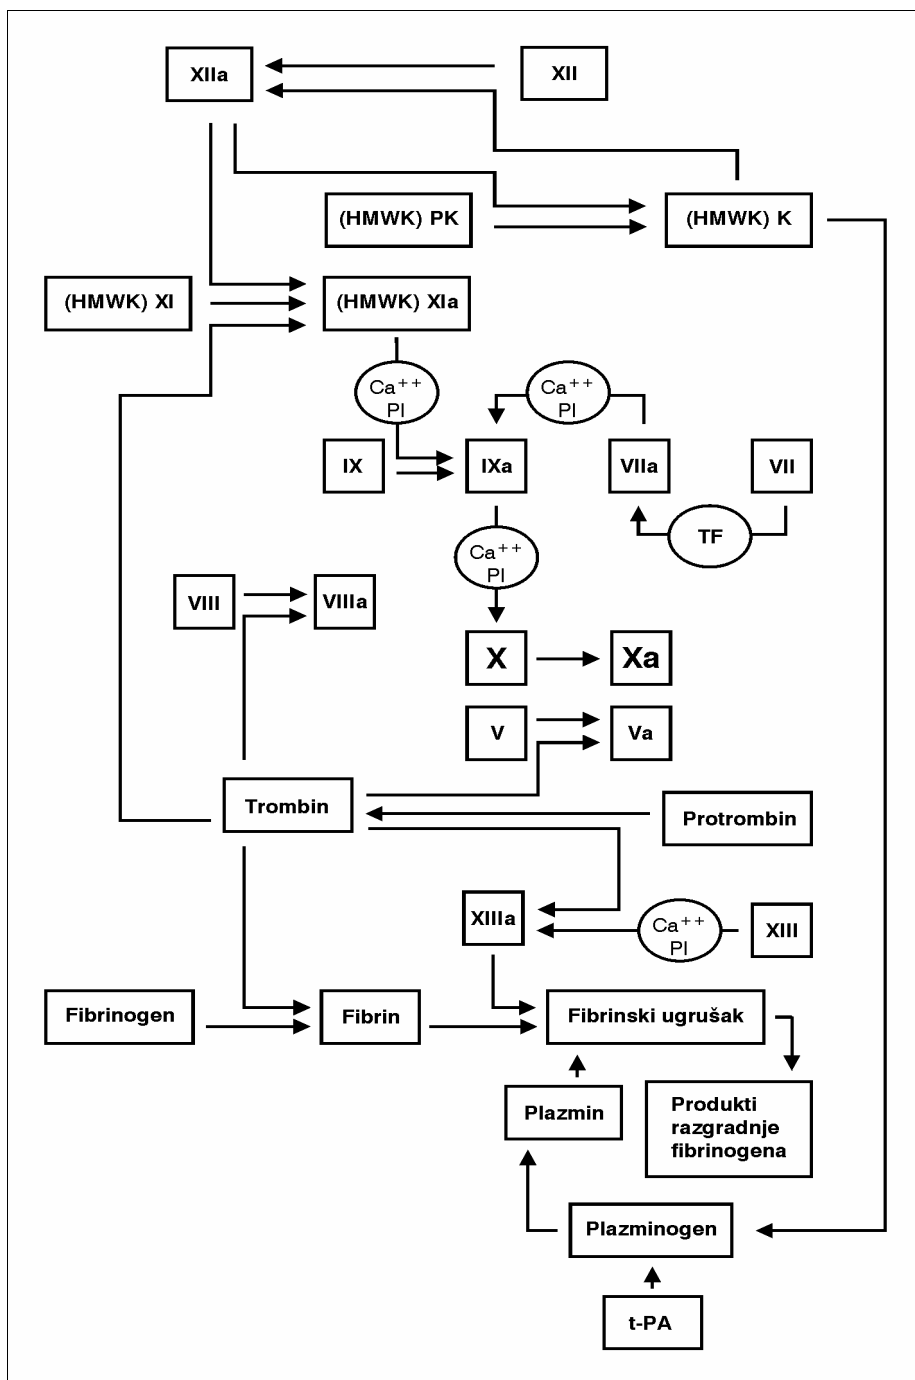 XIIa
XII
(HMWK) PK
(HMWK) K
(HMWK) XI
(HMWK) XIa
Ca++
PI
Ca++
PI
IX
IXa
VIIa
VII
TF
Ca++
PI
VIII
VIIIa
X
Xa
V
Va
Trombin
Protrombin
XIIIa
Ca++
PI
XIII
Fibrinogen
Fibrin
Fibrinski ugrušak
Plazmin
Produkti
razgradnje
fibrinogena
Plazminogen
t-PA